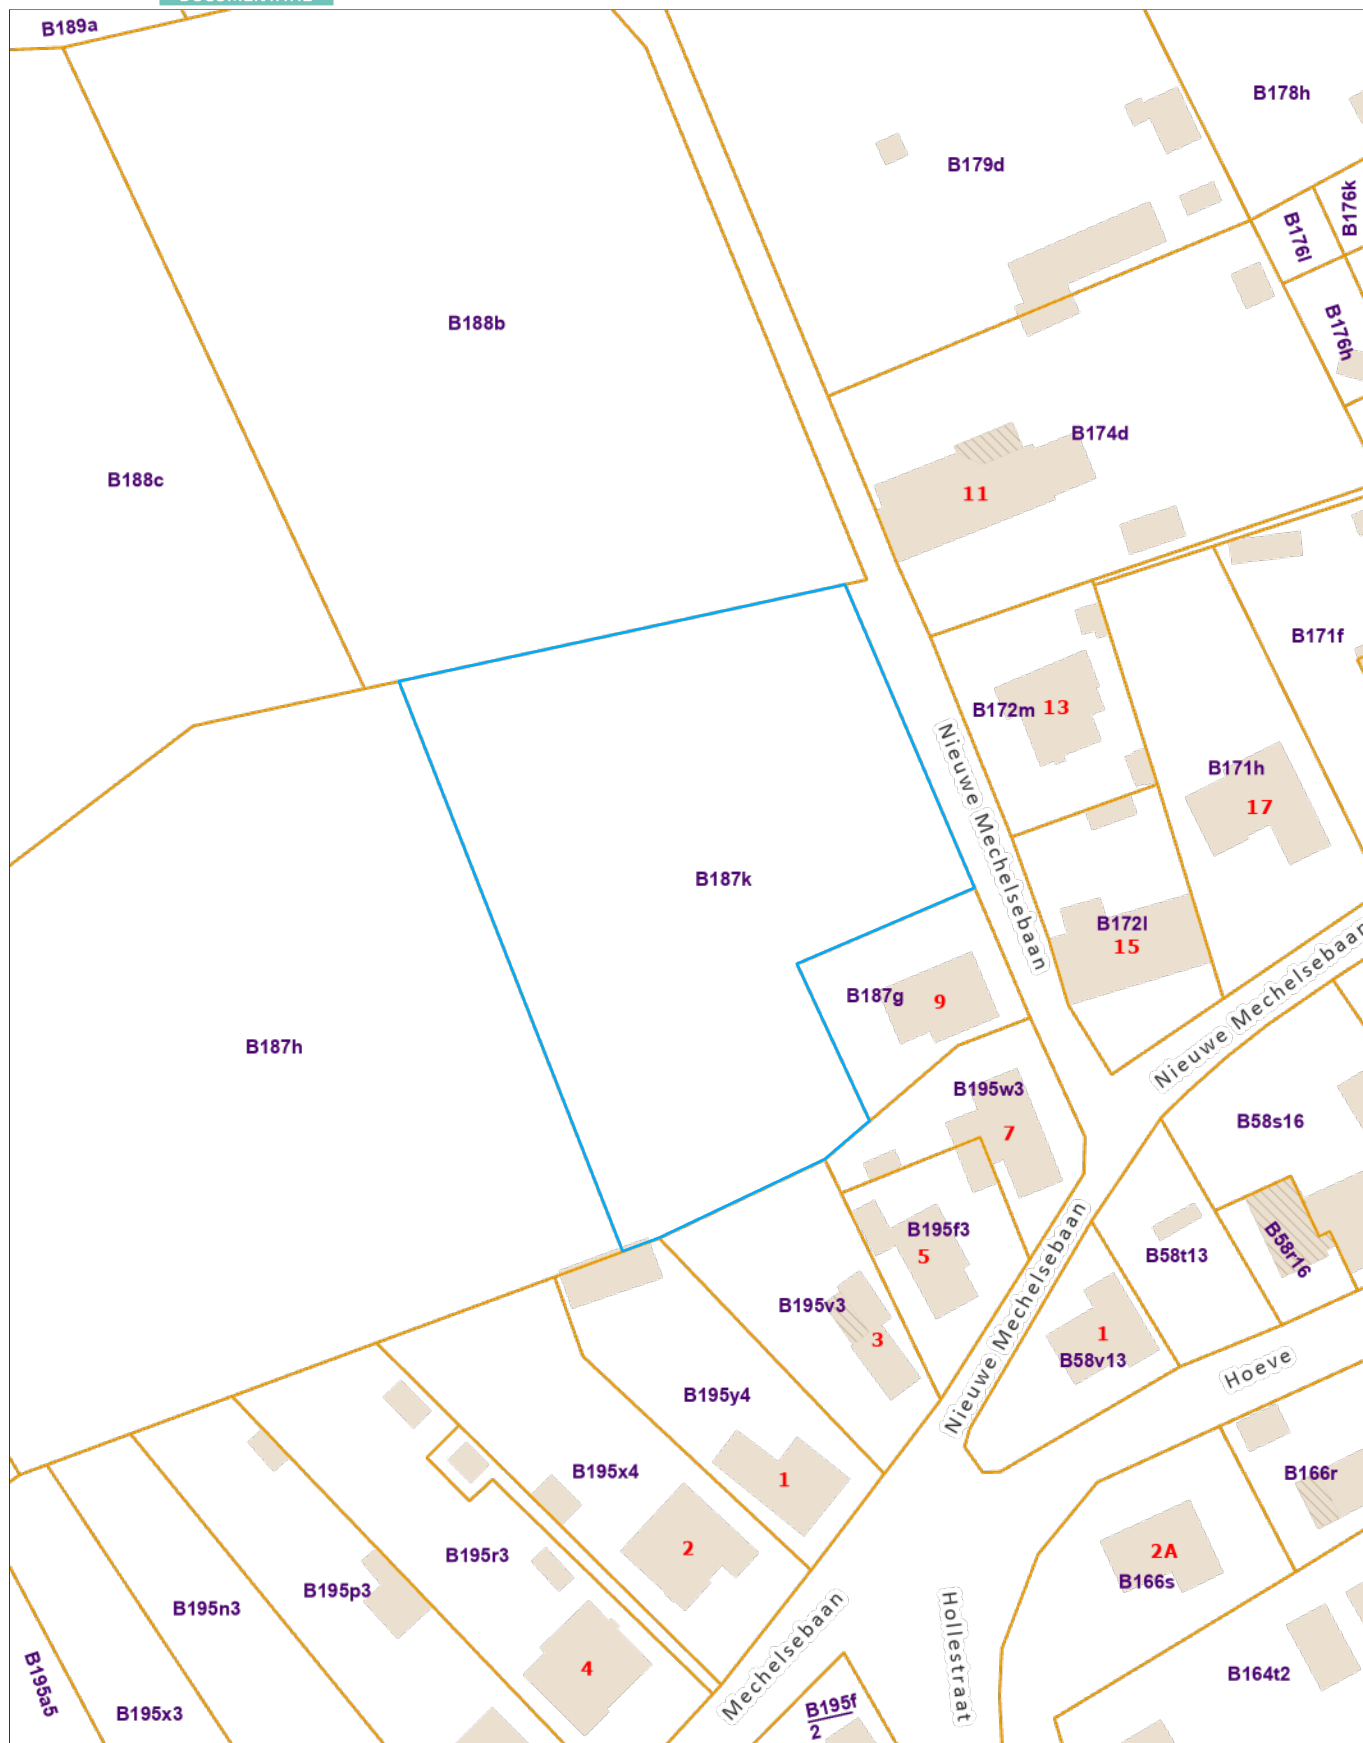 B189a
B178h
B179d
B176k
B176l
B188b
B176h
B174d
B188c
11
B171f
B172m 13
B171h
17
Nieuwe Mechelsebaan
B187k
B172l
15
B187g 9
Nieuwe Mechelsebaan
B187h
B195w3
7
B58s16
B195f3
5
B58t13
B58r16
B195v3
3
Nieuwe Mechelsebaan
1
B58v13
Hoeve
B195y4
1
B195x4
B166r
2
2A
B166s
B195r3
B195p3
B195n3
4
Mechelsebaan
Hollestraat
B164t2
B195a5
B195x3
B195f
2